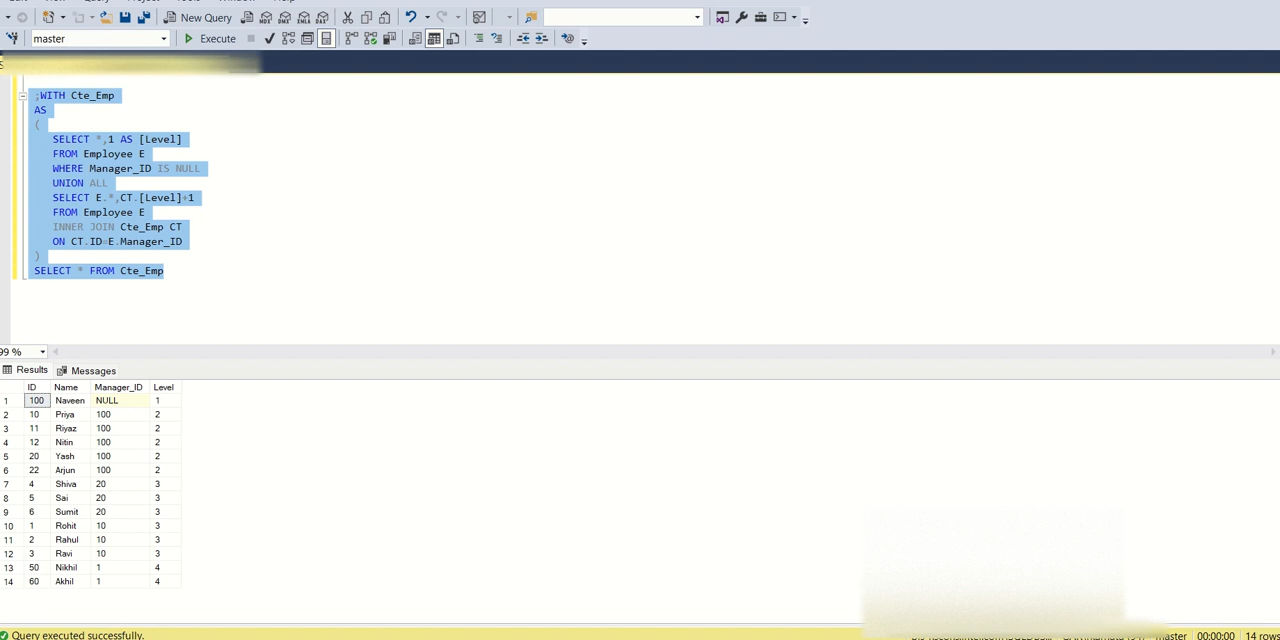 New Query
MDX DMX XMLA DAX
master Execute
;WITH Cte_Emp
AS
(
SELECT *,1 AS [Level]
FROM Employee E
WHERE Manager_ID IS NULL
UNION ALL
SELECT E.*,CT.[Level]+1
FROM Employee E
INNER JOIN Cte_Emp CT
ON CT.ID=E.Manager_ID
)
SELECT * FROM Cte_Emp
99 %
Results Messages
ID Name Manager_ID Level
1 100 Naveen NULL 1
2 10 Priya 100 2
3 11 Riyaz 100 2
4 12 Nitin 100 2
5 20 Yash 100 2
6 22 Arjun 100 2
7 4 Shiva 20 3
8 5 Sai 20 3
9 6 Sumit 20 3
10 1 Rohit 10 3
11 2 Rahul 10 3
12 3 Ravi 10 3
13 50 Nikhil 1 4
14 60 Akhil 1 4
Query executed successfully. master 00:00:00 14 rows